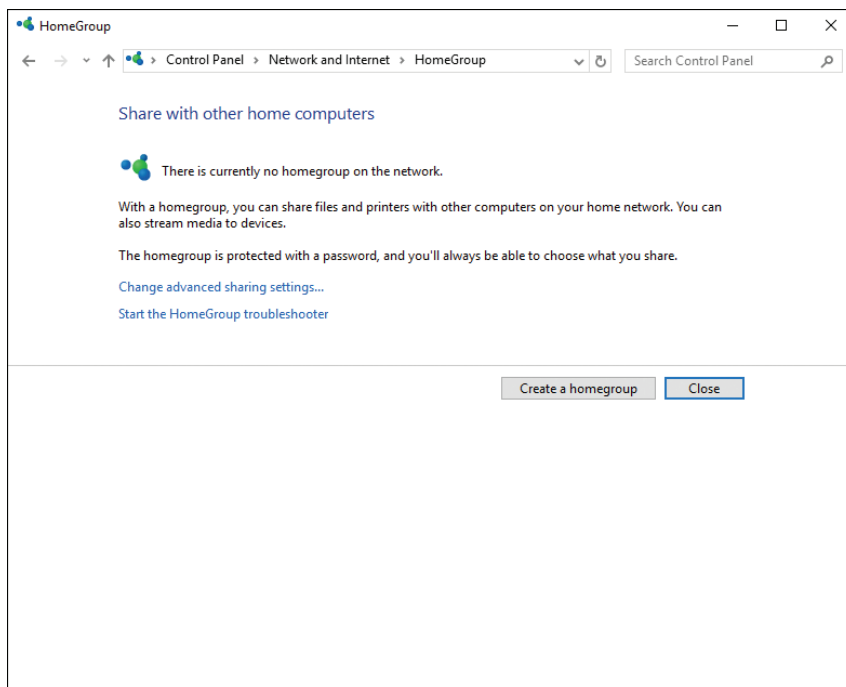 HomeGroup
Control Panel > Network and Internet > HomeGroup
Search Control Panel
Share with other home computers
There is currently no homegroup on the network.
With a homegroup, you can share files and printers with other computers on your home network. You can
also stream media to devices.
The homegroup is protected with a password, and you'll always be able to choose what you share.
Change advanced sharing settings...
Start the HomeGroup troubleshooter
Create a homegroup Close